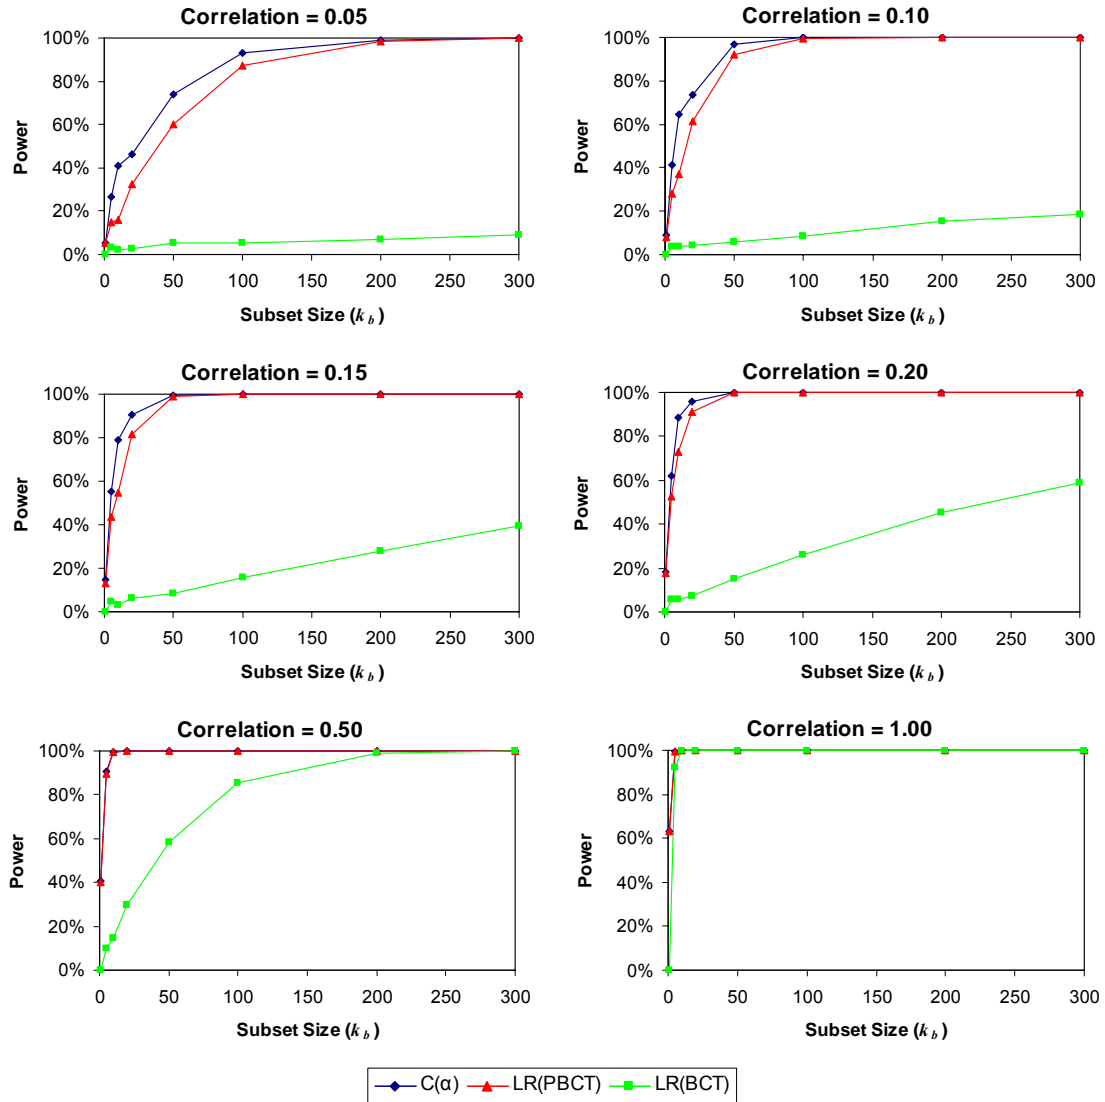 Correlation = 0.05
100%
80%
60%
40%
20%
0%
Power
0 50 100 150 200 250 300
Subset Size (k b )
Correlation = 0.10
100%
80%
60%
40%
20%
0%
Power
0 50 100 150 200 250 300
Subset Size (k b )
Correlation = 0.15
100%
80%
60%
40%
20%
0%
Power
0 50 100 150 200 250 300
Subset Size (k b )
Correlation = 0.20
100%
80%
60%
40%
20%
0%
Power
0 50 100 150 200 250 300
Subset Size (k b )
Correlation = 0.50
100%
80%
60%
40%
20%
0%
Power
0 50 100 150 200 250 300
Subset Size (k b )
Correlation = 1.00
100%
80%
60%
40%
20%
0%
Power
0 50 100 150 200 250 300
Subset Size (k b )
C(α) LR(PBCT) LR(BCT)